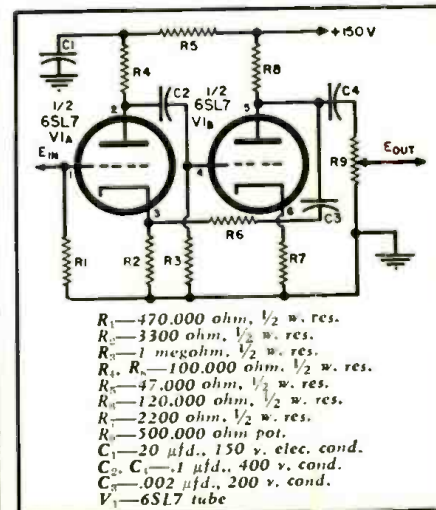 C1
R5
+150V
R4
R8
1/2
6SL7
V1A
C2
1/2
6SL7
V1B
C4
2
5
EIN
1
4
R9
EOUT
3
6
C3
R6
R1
R2
R3
R7
R₁—470.000 ohm, ½ w. res.
R₂—3300 ohm, ½ w. res.
R₃—1 megohm, ½ w. res.
R₄, R₈—100.000 ohm. ½ w. res.
R₅—47.000 ohm, ½ w. res.
R₆—120.000 ohm, ½ w. res.
R₇—2200 ohm, ½ w. res.
R₉—500.000 ohm pot.
C₁—20 µfd., 150 v. elec. cond.
C₂, C₄—.1 µfd., 400 v. cond.
C₃—.002 µfd., 200 v. cond.
V₁—6SL7 tube